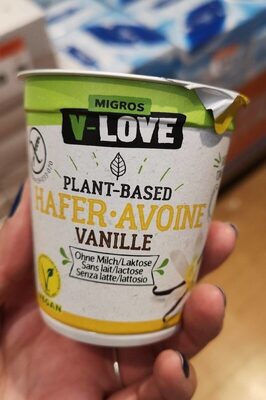 MIGROS
V-LOVE
PLANT-BASED
HAFER·AVOINE
VANILLE
Ohne Milch/Laktose
Sans lait/lactose
Senza latte/lattosio
VEGAN